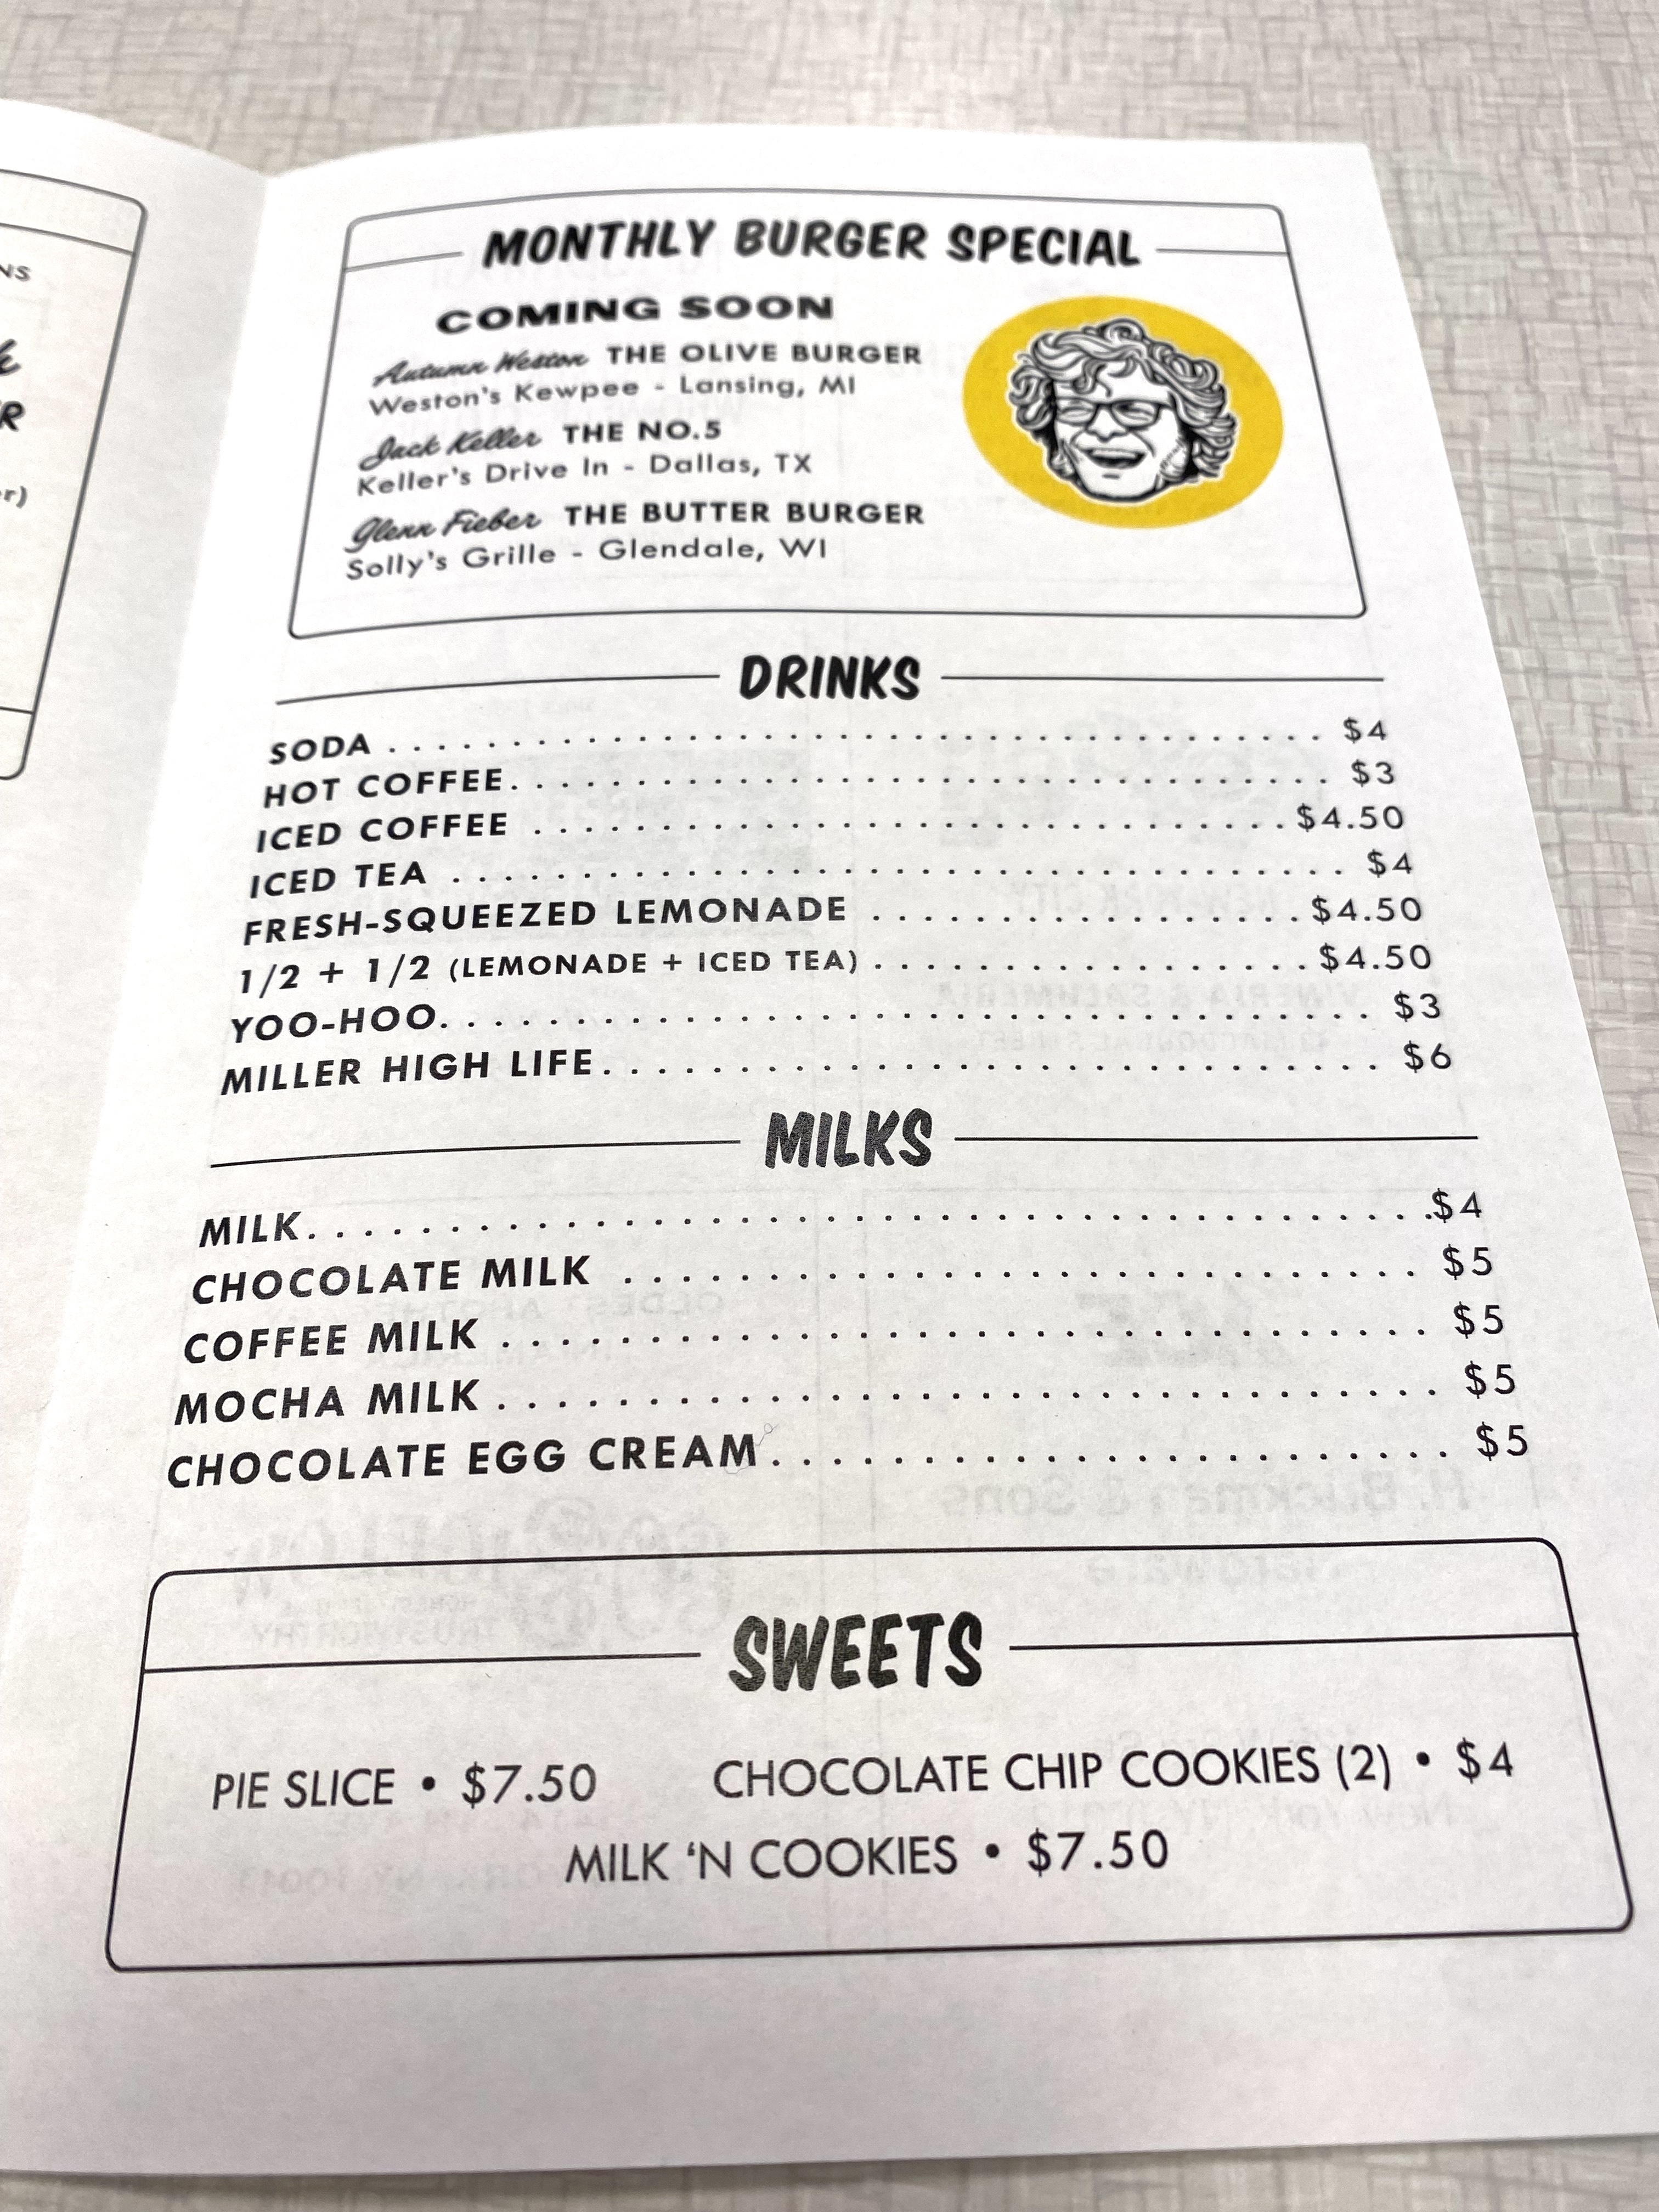 NS
R
r)
MONTHLY BURGER SPECIAL
COMING SOON
Autumn Weston THE OLIVE BURGER
Weston's Kewpee - Lansing, MI
Jack Keller THE NO.5
Keller's Drive In - Dallas, TX
Glenn Fieber THE BUTTER BURGER
Solly's Grille - Glendale, WI
DRINKS
SODA . . . . . . . . . . . . . . . . . . . . . . . . . . . . . . . . . . . . . . $4
HOT COFFEE. . . . . . . . . . . . . . . . . . . . . . . . . . . . . . . . . $3
ICED COFFEE . . . . . . . . . . . . . . . . . . . . . . . . . . . . . . $4.50
ICED TEA . . . . . . . . . . . . . . . . . . . . . . . . . . . . . . . . . . . $4
FRESH-SQUEEZED LEMONADE . . . . . . . . . . . . . . . . $4.50
1/2 + 1/2 (LEMONADE + ICED TEA) . . . . . . . . . . . . . . . . $4.50
YOO-HOO. . . . . . . . . . . . . . . . . . . . . . . . . . . . . . . . . . . $3
MILLER HIGH LIFE. . . . . . . . . . . . . . . . . . . . . . . . . . . . . $6
MILKS
MILK. . . . . . . . . . . . . . . . . . . . . . . . . . . . . . . . . . . . . . .$4
CHOCOLATE MILK . . . . . . . . . . . . . . . . . . . . . . . . . . . $5
COFFEE MILK . . . . . . . . . . . . . . . . . . . . . . . . . . . . . . . $5
MOCHA MILK . . . . . . . . . . . . . . . . . . . . . . . . . . . . . . . $5
CHOCOLATE EGG CREAM. . . . . . . . . . . . . . . . . . . . . . $5
SWEETS
PIE SLICE • $7.50 CHOCOLATE CHIP COOKIES (2) • $4
MILK ‘N COOKIES • $7.50